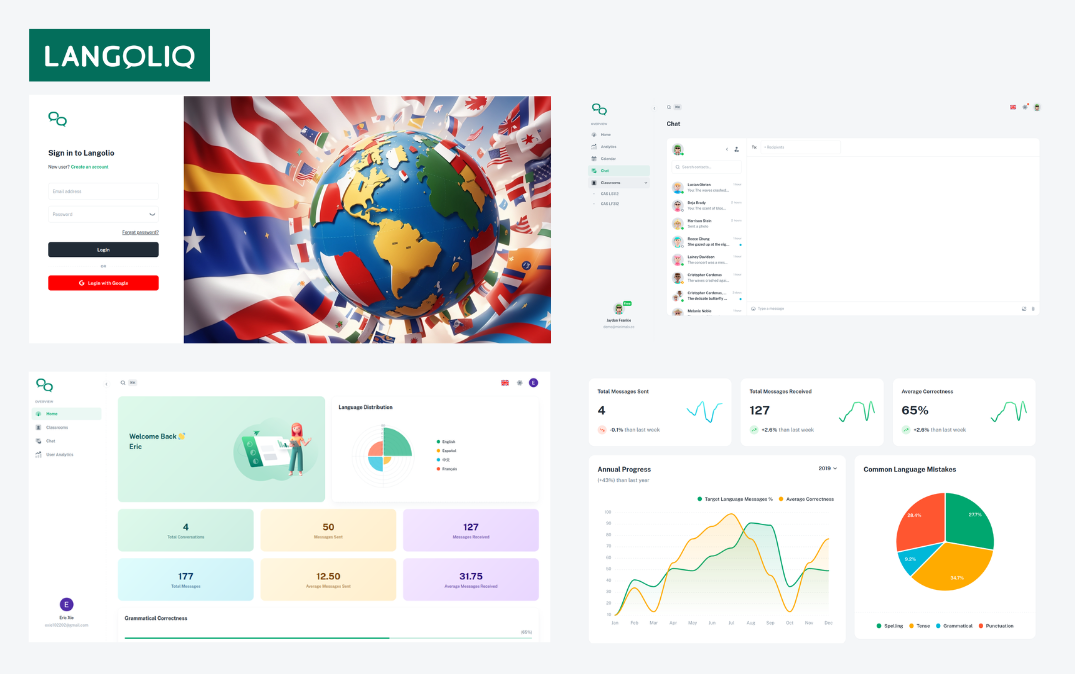 LANGOLIQ
Sign in to Langolio
New user? Create an account
Email address
Password
Forgot password?
Login
OR
Login with Google
OVERVIEW
Home
Analytics
Calendar
Chat
Classrooms
Jaydon Frankie
Chat
To:
+ Recipients
Search contacts...
Lucian Obrien
Deja Brady
Harrison Stein
Sent a photo
Reece Chung
Lainey Davidson
Cristopher Cardenas
Cristopher Cardenas, ...
Melanie Noble
Type a message
OVERVIEW
Home
Classrooms
Chat
User Analytics
E
Eric Xie
E
Welcome Back 👋
Eric
Language Distribution
English
Español
中文
Français
4
Total Conversations
50
Messages Sent
127
Messages Received
177
Total Messages
12.50
Average Messages Sent
31.75
Average Messages Received
Grammatical Correctness
(65%)
Total Messages Sent
4
-0.1% than last week
Total Messages Received
127
+2.6% than last week
Average Correctness
65%
+2.6% than last week
Annual Progress
(+43%) than last year
2019
Target Language Messages %
Average Correctness
100
90
80
70
60
50
40
30
20
10
Jan Feb Mar Apr May Jun Jul Aug Sep Oct Nov Dec
Common Language Mistakes
27.7%
34.7%
9.2%
28.4%
Spelling
Tense
Grammatical
Punctuation